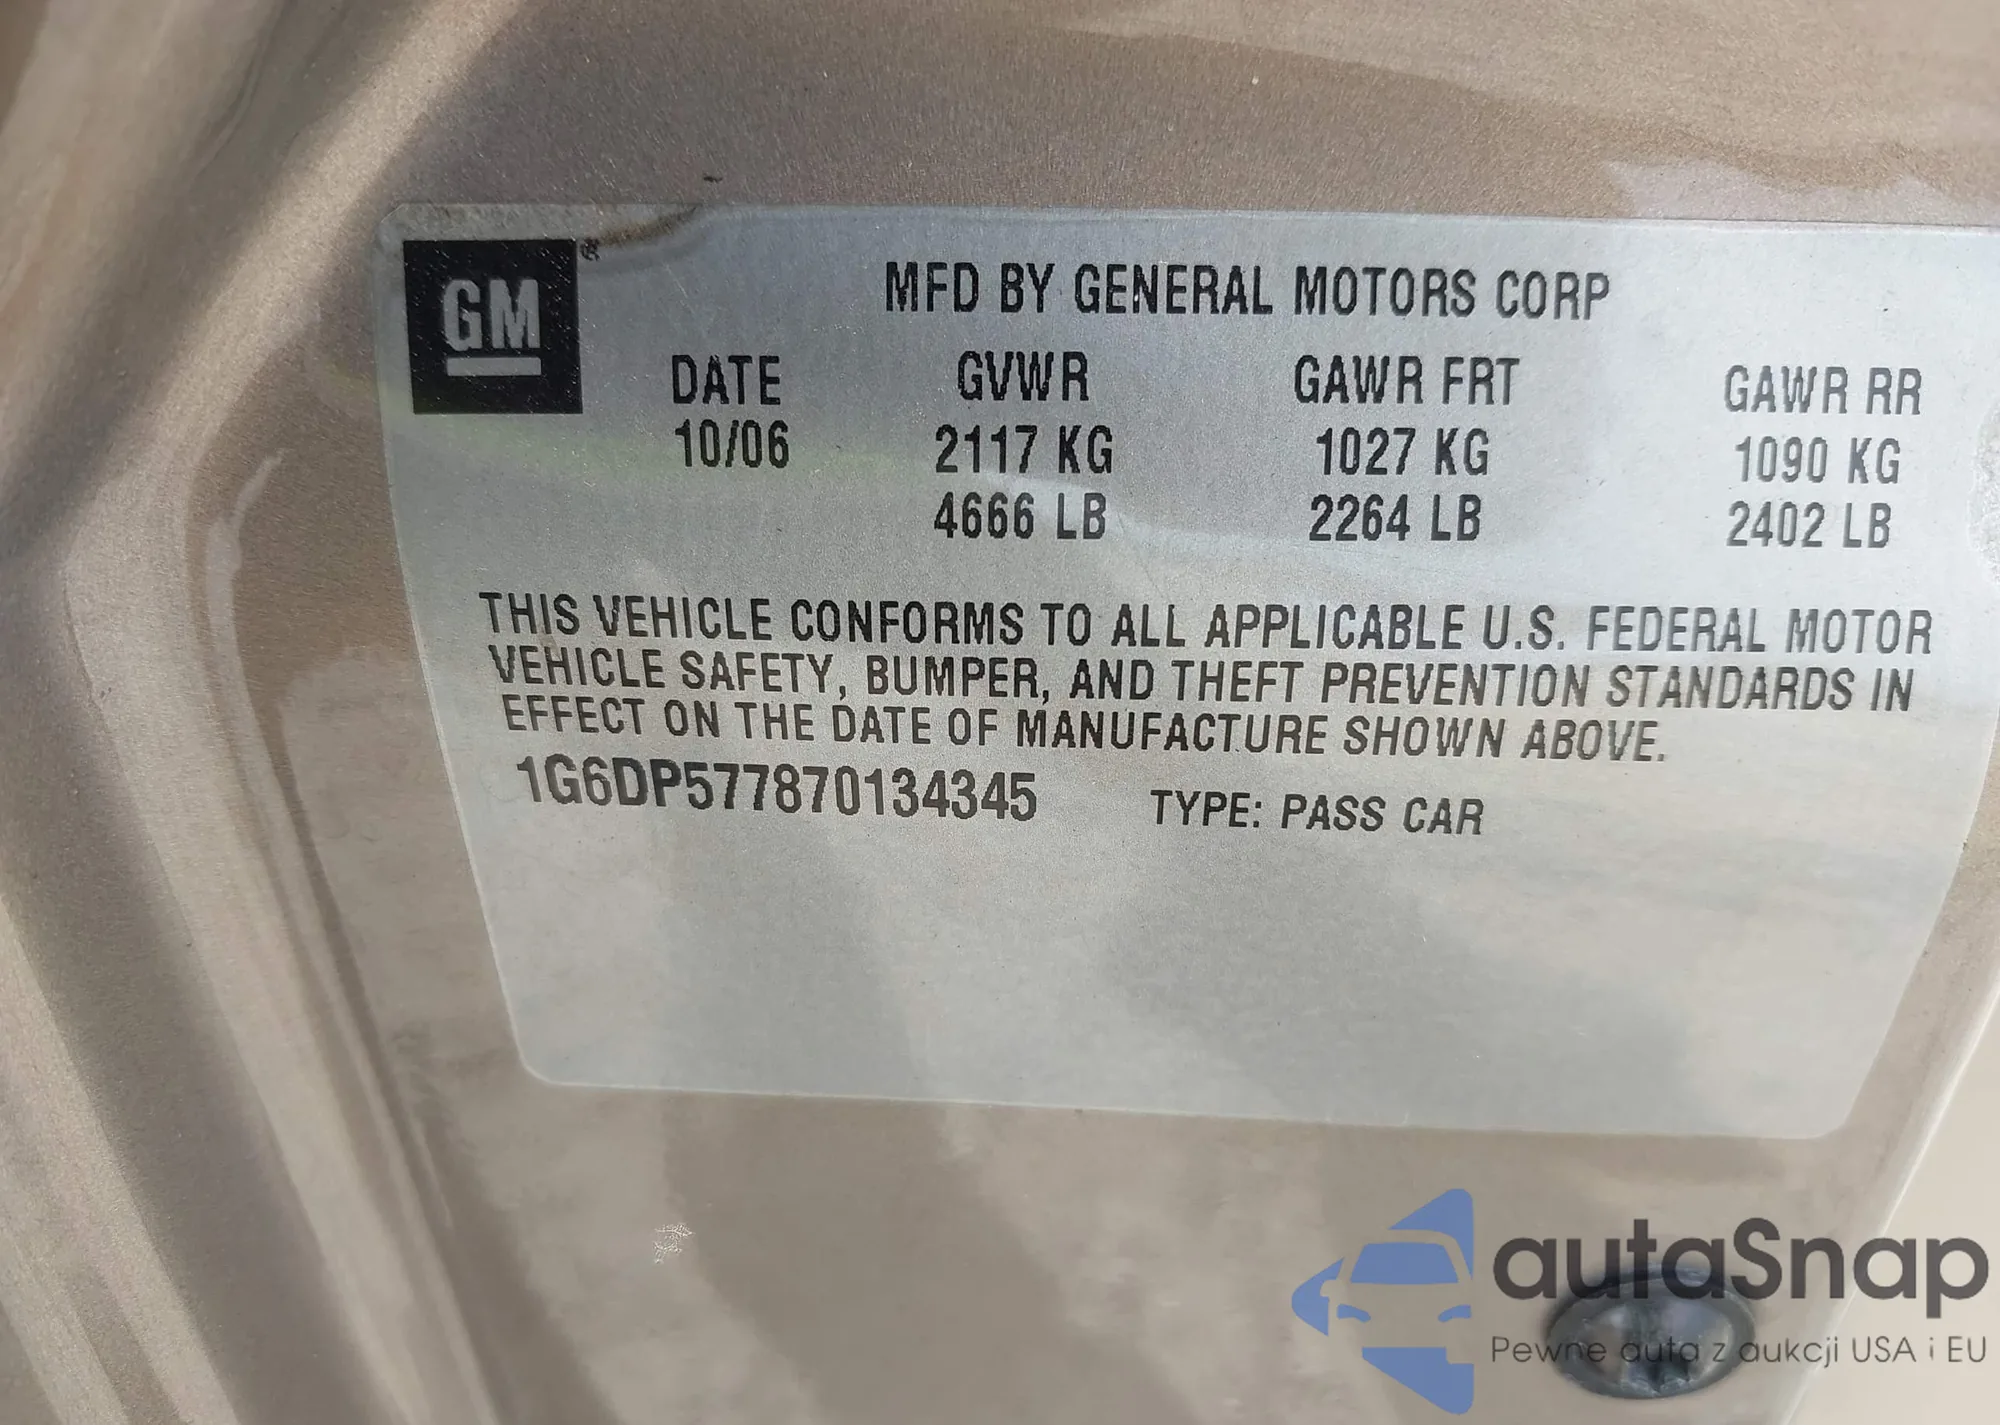 GM ®
MFD BY GENERAL MOTORS CORP
DATE GVWR GAWR FRT GAWR RR
10/06 2117 KG 1027 KG 1090 KG
4666 LB 2264 LB 2402 LB
THIS VEHICLE CONFORMS TO ALL APPLICABLE U.S. FEDERAL MOTOR
VEHICLE SAFETY, BUMPER, AND THEFT PREVENTION STANDARDS IN
EFFECT ON THE DATE OF MANUFACTURE SHOWN ABOVE.
1G6DP577870134345 TYPE: PASS CAR
autaSnap
Pewne auta z aukcji USA i EU